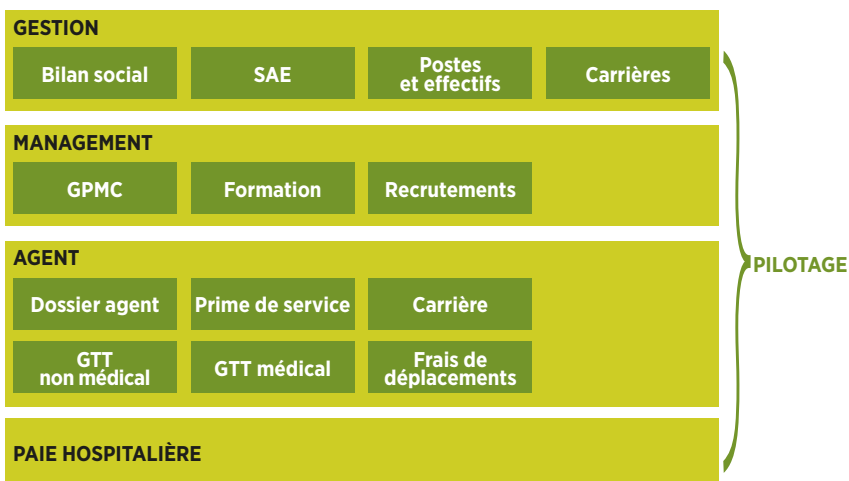 GESTION
Bilan social
SAE
Postes
et effectifs
Carrières
MANAGEMENT
GPMC
Formation
Recrutements
AGENT
Dossier agent
Prime de service
Carrière
GTT
non médical
GTT médical
Frais de
déplacements
PAIE HOSPITALIÈRE
PILOTAGE